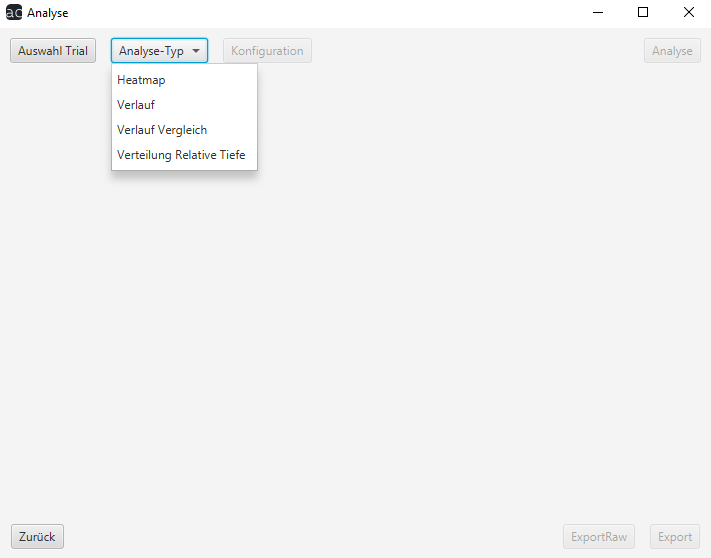 ac Analyse
Auswahl Trial Analyse-Typ Konfiguration Analyse
Heatmap
Verlauf
Verlauf Vergleich
Verteilung Relative Tiefe
Zurück ExportRaw Export